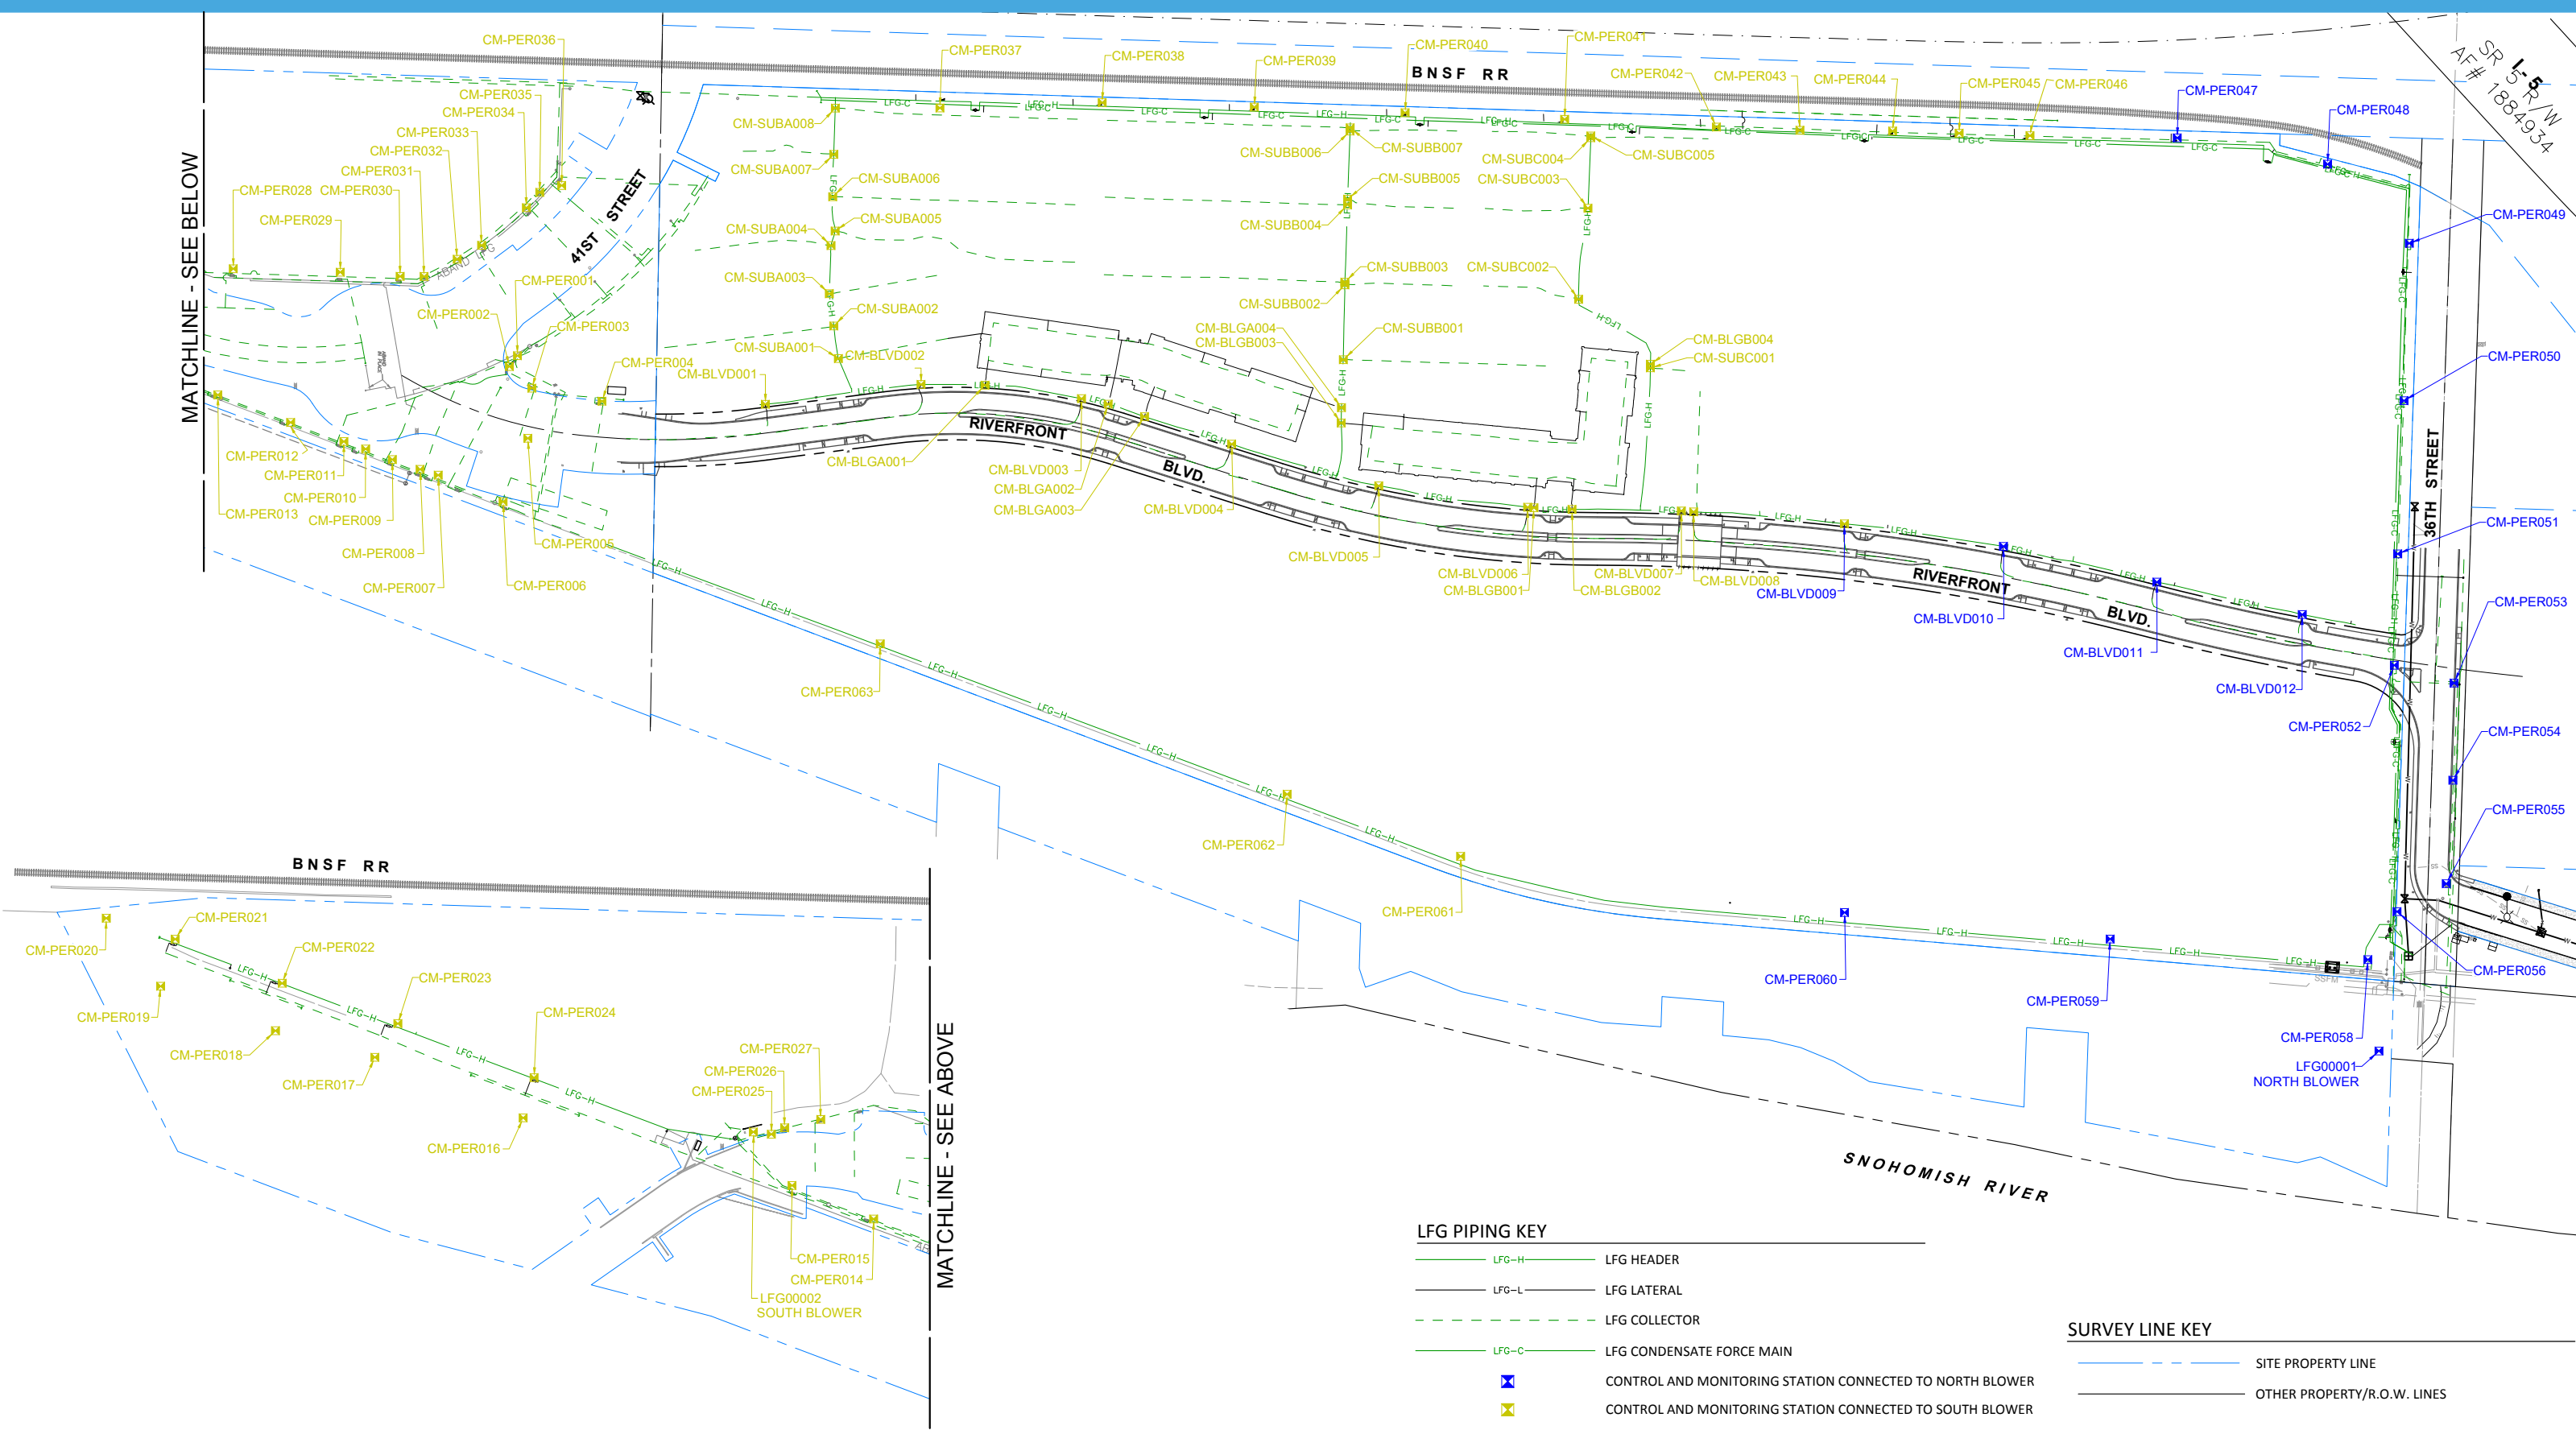 CM-PER036
CM-PER037
CM-PER038
CM-PER039
CM-PER040
CM-PER041
CM-PER042
CM-PER043
CM-PER044
CM-PER045
CM-PER046
CM-PER047
CM-PER048
BNSF RR
I-5
SR 5 R/W
AF# 1884934
CM-PER035
CM-PER034
CM-PER033
CM-PER032
CM-PER031
CM-PER030
CM-PER028
CM-PER029
MATCHLINE - SEE BELOW
41ST STREET
CM-SUBA008
CM-SUBA007
CM-SUBA006
CM-SUBA005
CM-SUBA004
CM-SUBA003
CM-SUBA002
CM-SUBA001
CM-SUBB006
CM-SUBB007
CM-SUBB005
CM-SUBB004
CM-SUBB003
CM-SUBB002
CM-SUBB001
CM-SUBC004
CM-SUBC005
CM-SUBC003
CM-SUBC002
CM-BLGA004
CM-BLGB003
CM-BLGB004
CM-SUBC001
CM-PER049
CM-PER050
CM-PER051
CM-PER053
CM-PER054
CM-PER055
CM-PER056
36TH STREET
CM-PER001
CM-PER002
CM-PER003
CM-PER004
CM-BLVD001
CM-BLVD002
CM-PER012
CM-PER011
CM-PER010
CM-PER013
CM-PER009
CM-PER008
CM-PER007
CM-PER005
CM-PER006
RIVERFRONT
BLVD.
CM-BLGA001
CM-BLVD003
CM-BLGA002
CM-BLGA003
CM-BLVD004
CM-BLVD005
CM-BLVD006
CM-BLGB001
CM-BLGB002
CM-BLVD007
CM-BLVD008
CM-BLVD009
CM-BLVD010
RIVERFRONT
BLVD.
CM-BLVD011
CM-BLVD012
CM-PER052
CM-PER063
CM-PER062
CM-PER061
CM-PER060
CM-PER059
CM-PER058
LFG00001
NORTH BLOWER
SSFM
SNOHOMISH RIVER
BNSF RR
CM-PER021
CM-PER020
CM-PER022
CM-PER023
CM-PER019
CM-PER024
CM-PER018
CM-PER017
CM-PER016
CM-PER027
CM-PER026
CM-PER025
CM-PER015
CM-PER014
LFG00002
SOUTH BLOWER
MATCHLINE - SEE ABOVE
LFG PIPING KEY
LFG-H LFG HEADER
LFG-L LFG LATERAL
LFG COLLECTOR
LFG-C LFG CONDENSATE FORCE MAIN
CONTROL AND MONITORING STATION CONNECTED TO NORTH BLOWER
CONTROL AND MONITORING STATION CONNECTED TO SOUTH BLOWER
SURVEY LINE KEY
SITE PROPERTY LINE
OTHER PROPERTY/R.O.W. LINES